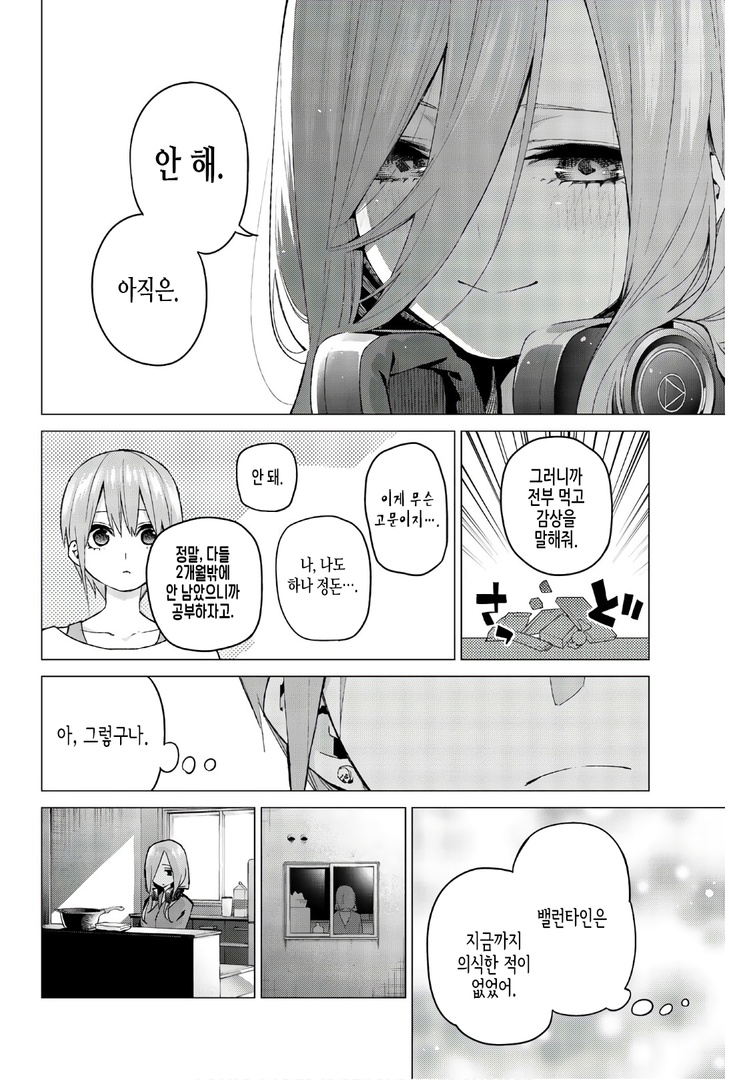 안 해.
아직은.
그러니까
전부 먹고
감상을
말해줘.
さっ
ど
이게 무슨
고문이지….
나, 나도
하나 정돈….
안 돼.
정말, 다들
2개월밖에
안 남았으니까
공부하자고.
아, 그렇구나.
밸런타인은
지금까지
의식한 적이
없었어.